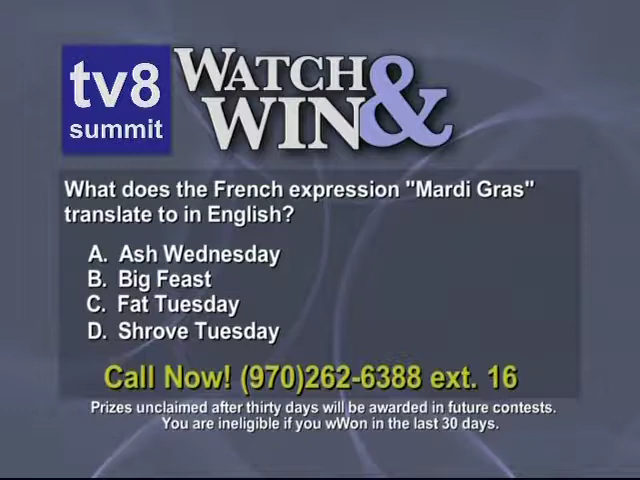 tv8
summit
WATCH &
WIN
What does the French expression "Mardi Gras"
translate to in English?
A. Ash Wednesday
B. Big Feast
C. Fat Tuesday
D. Shrove Tuesday
Call Now! (970)262-6388 ext. 16
Prizes unclaimed after thirty days will be awarded in future contests.
You are ineligible if you wWon in the last 30 days.